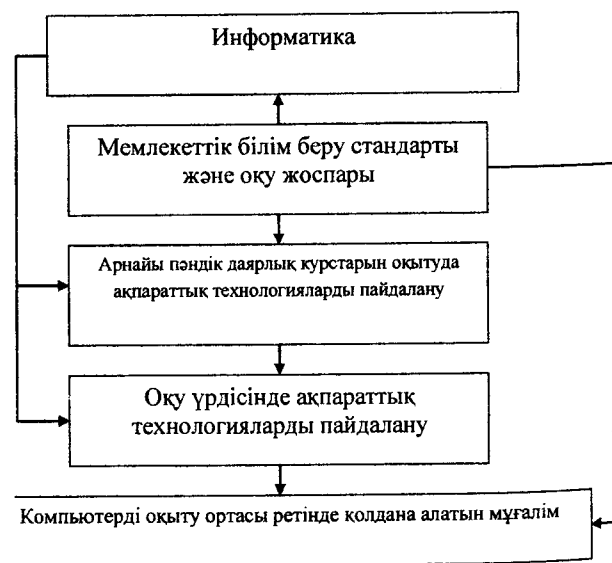 Информатика
Мемлекеттік білім беру стандарты
және оқу жоспары
Арнайы пәндік даярлық курстарын оқытуда
ақпараттық технологияларды пайдалану
Оқу үрдісінде ақпараттық
технологияларды пайдалану
Компьютерді оқыту ортасы ретінде қолдана алатын мұғалім